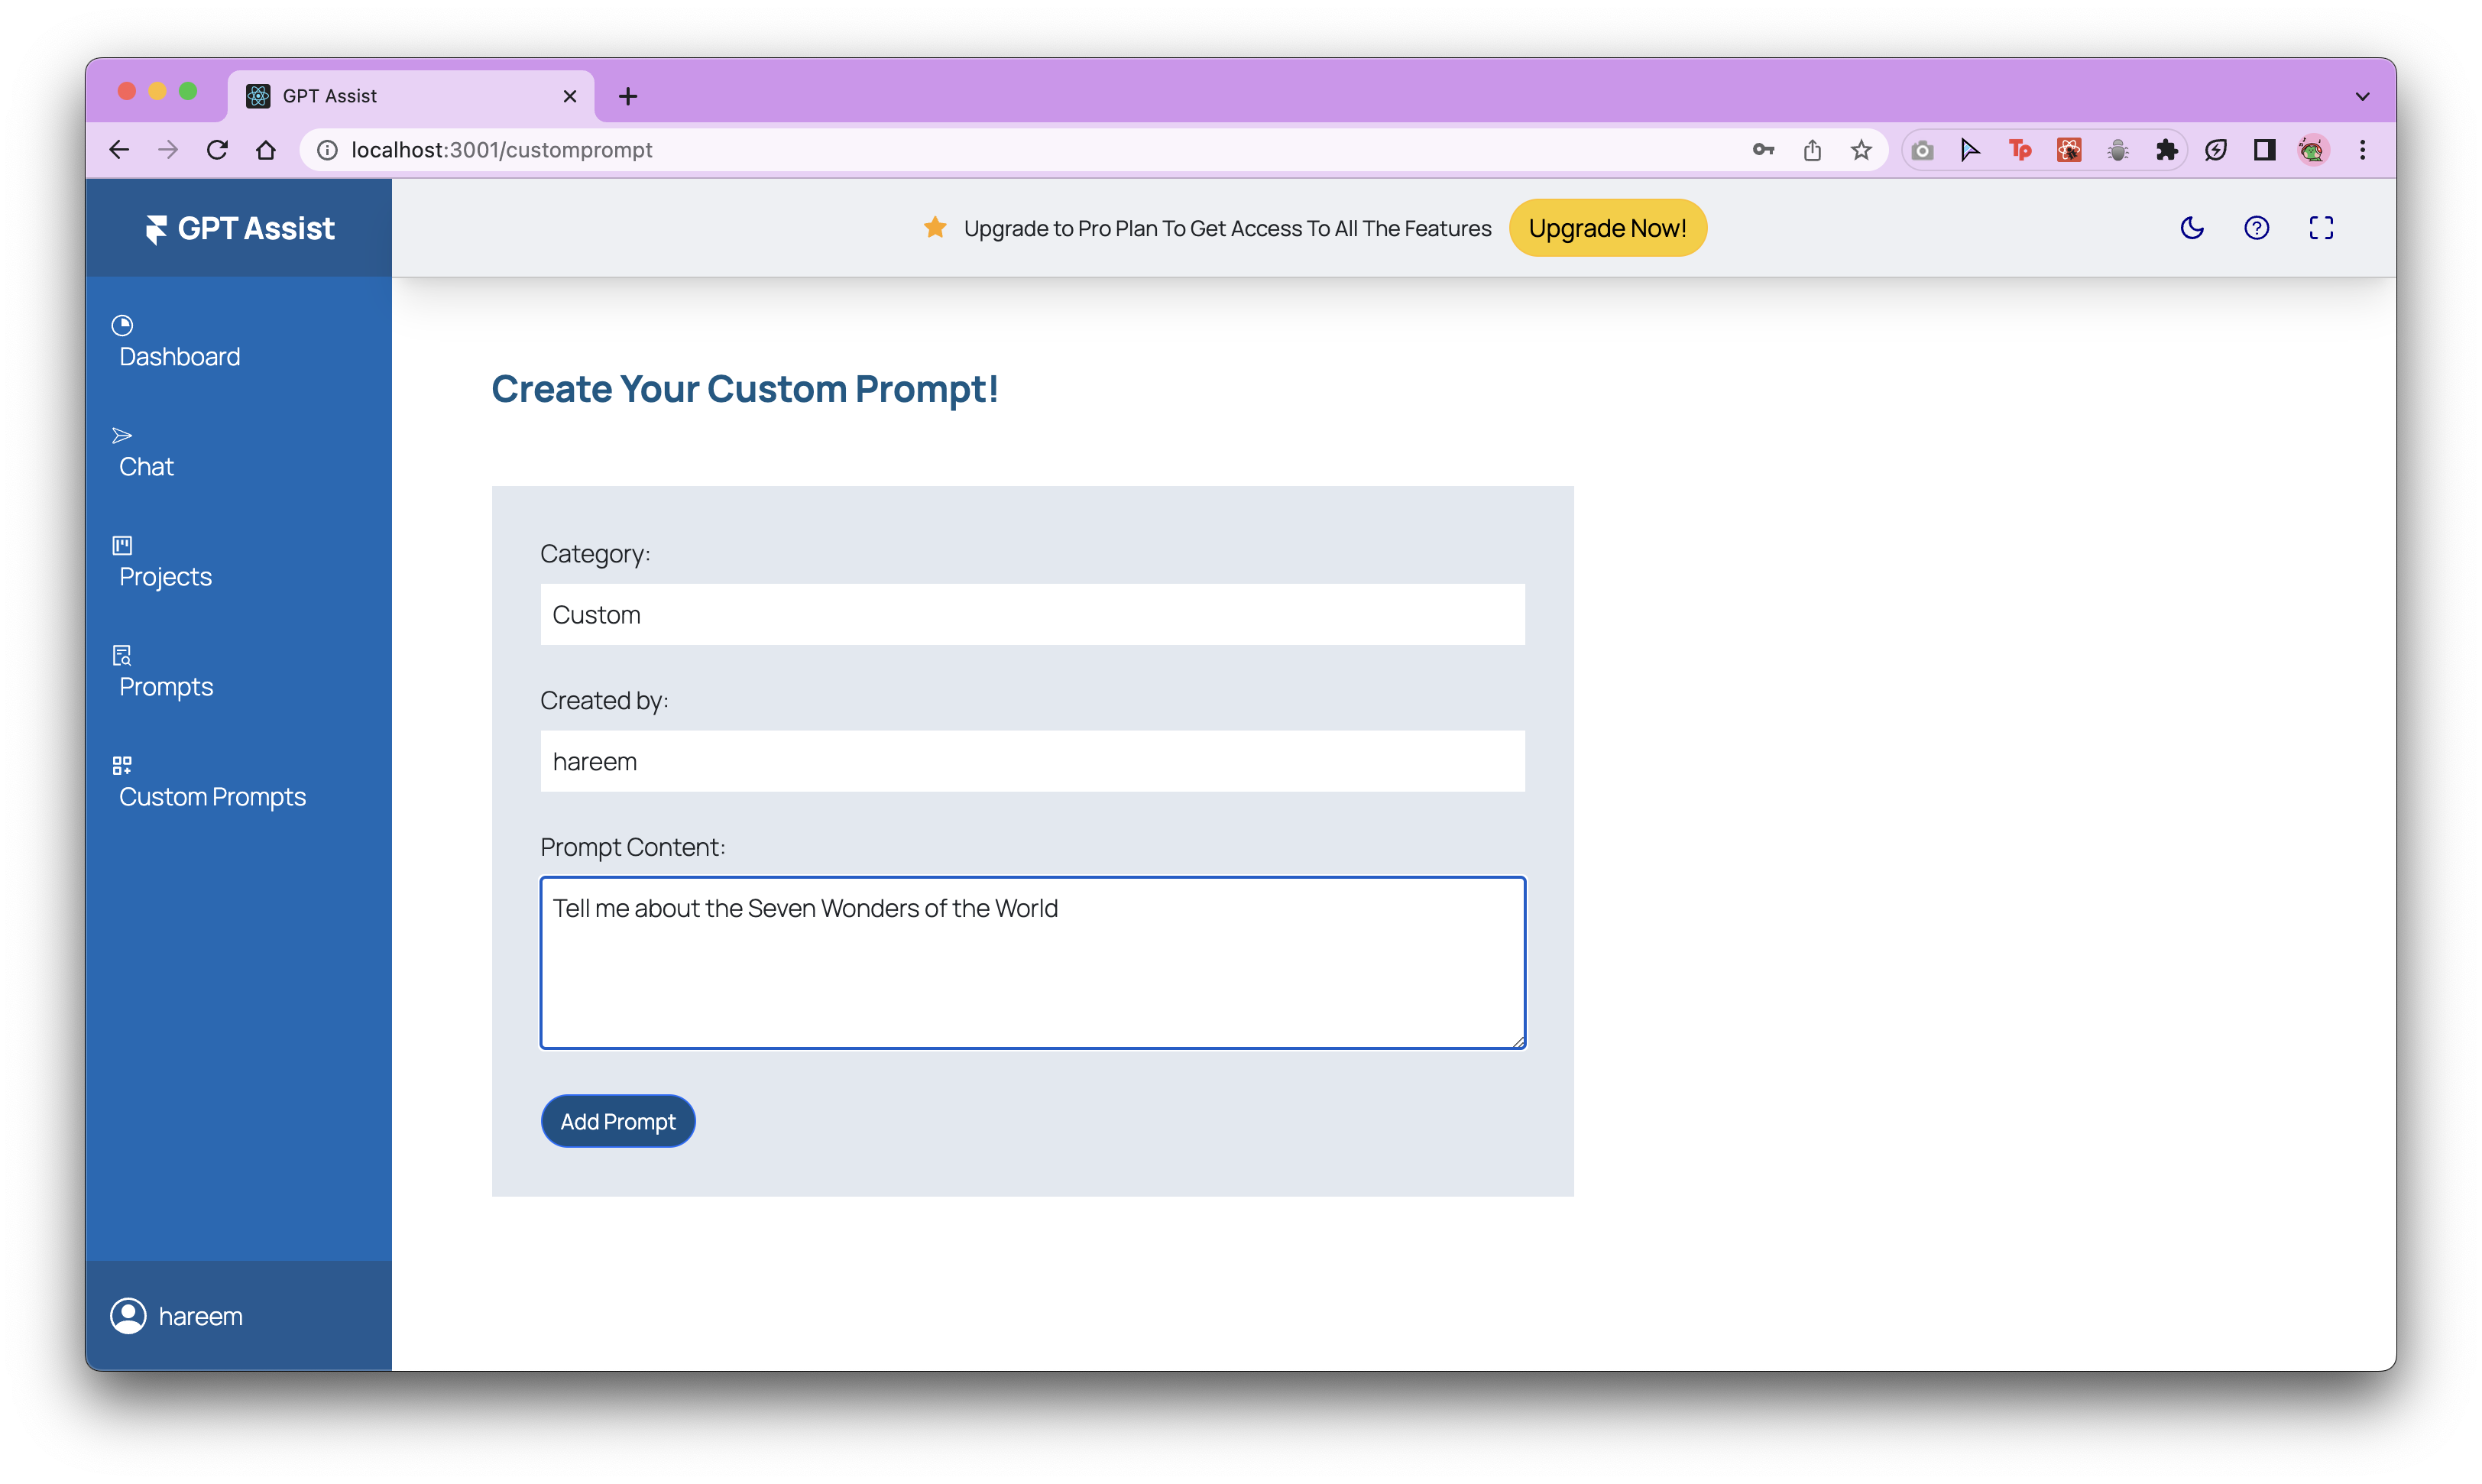 GPT Assist
localhost:3001/customprompt
Tp
GPT Assist
Upgrade to Pro Plan To Get Access To All The Features
Upgrade Now!
Dashboard
Chat
Projects
Prompts
Custom Prompts
hareem
Create Your Custom Prompt!
Category:
Custom
Created by:
hareem
Prompt Content:
Tell me about the Seven Wonders of the World
Add Prompt